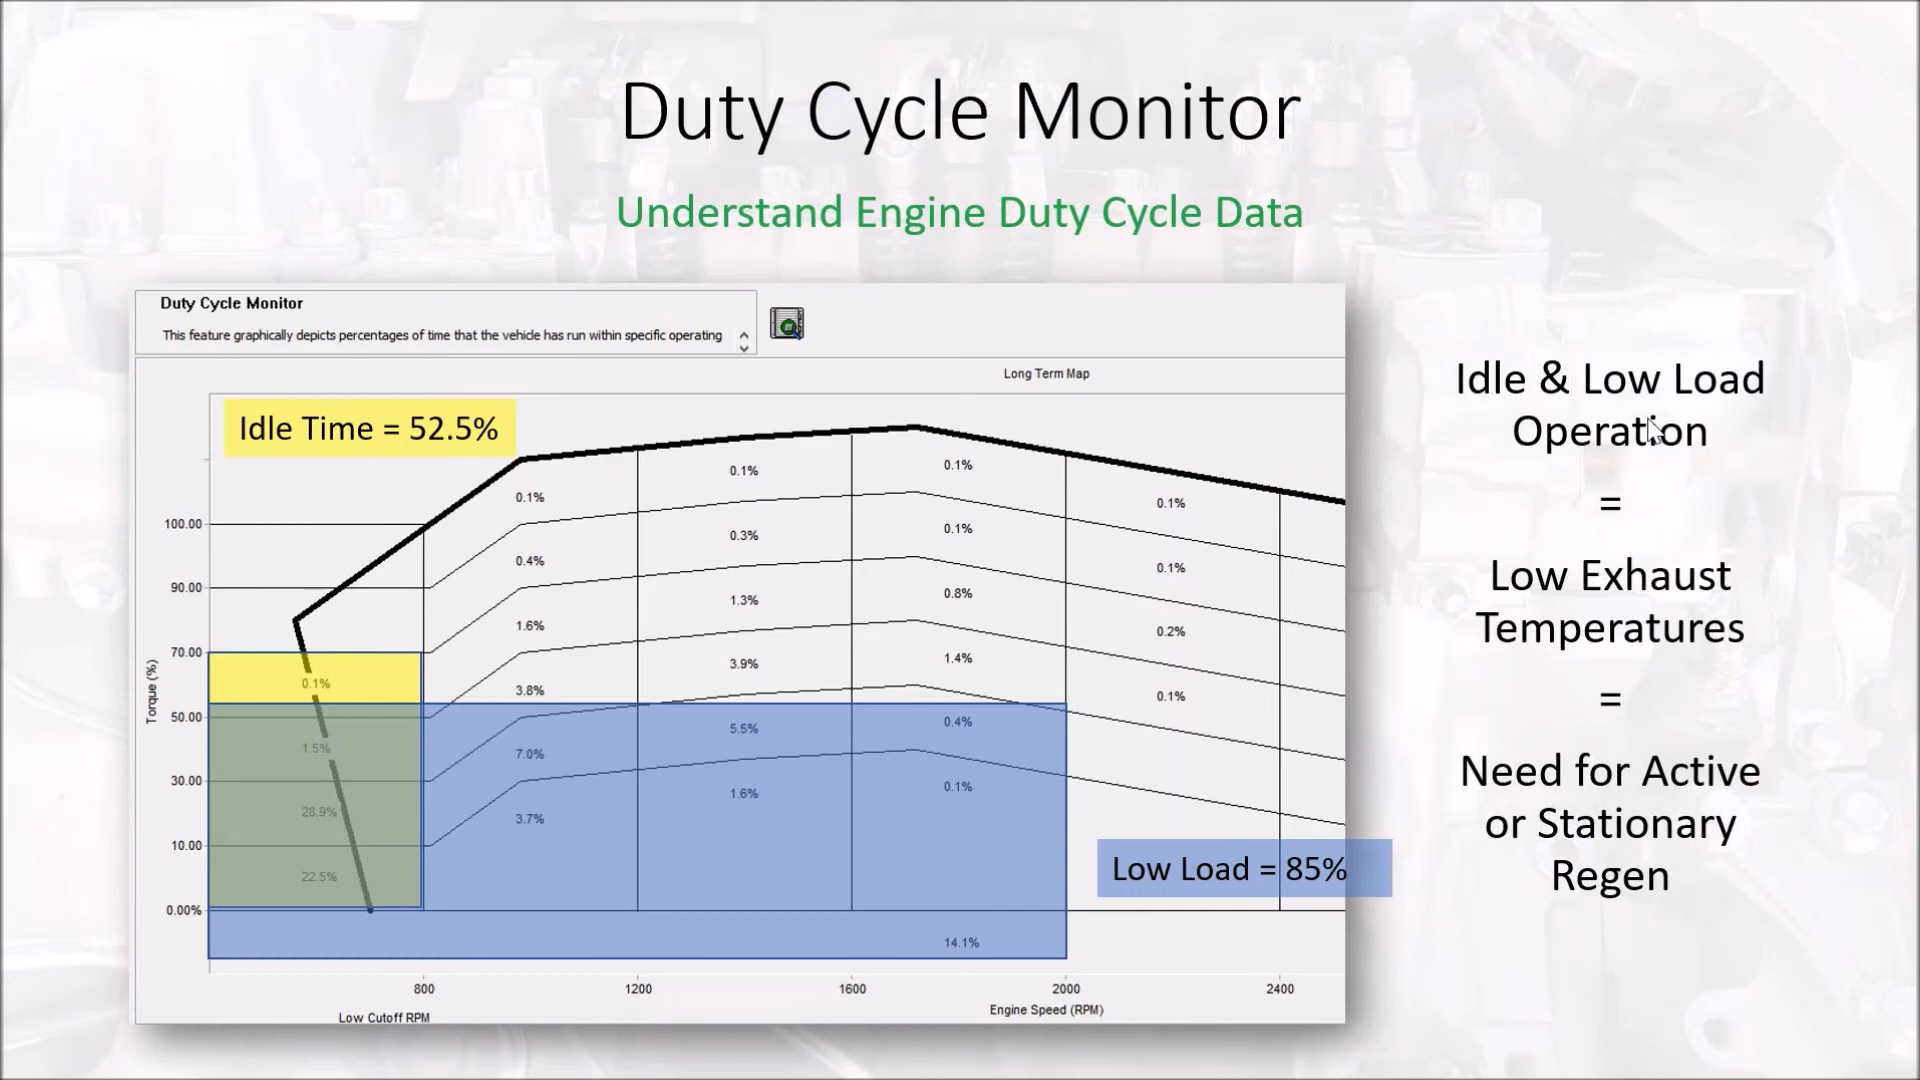 Duty Cycle Monitor
Understand Engine Duty Cycle Data
Duty Cycle Monitor
This feature graphically depicts percentages of time that the vehicle has run within specific operating
Long Term Map
Idle Time = 52.5%
0.1% 0.1% 0.1% 0.1%
100.00
0.4% 0.3% 0.1% 0.1%
90.00
1.6% 1.3% 0.8% 0.2%
70.00
0.1% 3.8% 3.9% 1.4% 0.1%
50.00
1.5% 7.0% 5.5% 0.4%
30.00
28.9% 3.7% 1.6% 0.1%
10.00
22.5%
0.00%
14.1%
Torque (%)
Low Load = 85%
800 1200 1600 2000 2400
Low Cutoff RPM
Engine Speed (RPM)
Idle & Low Load
Operation
=
Low Exhaust
Temperatures
=
Need for Active
or Stationary
Regen